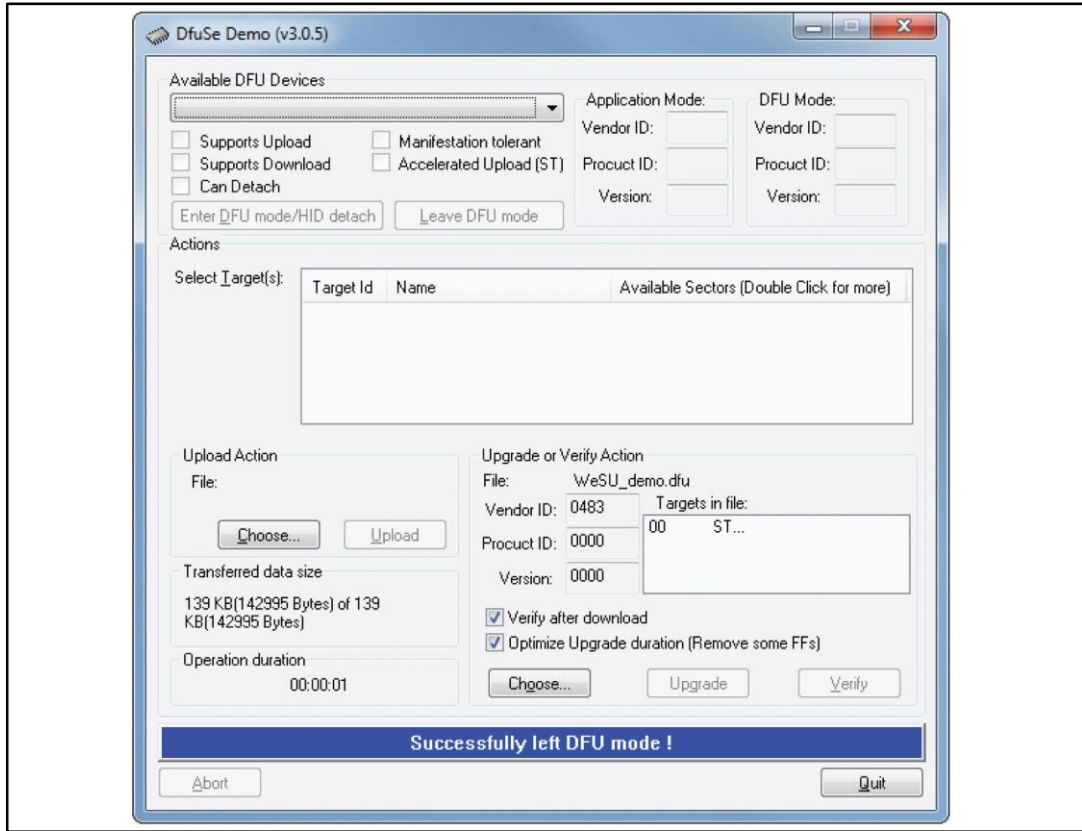 DfuSe Demo (v3.0.5)
Available DFU Devices
Supports Upload
Manifestation tolerant
Supports Download
Accelerated Upload (ST)
Can Detach
Enter DFU mode/HID detach
Leave DFU mode
Application Mode:
Vendor ID:
Procuct ID:
Version:
DFU Mode:
Vendor ID:
Procuct ID:
Version:
Actions
Select Target(s):
Target Id Name Available Sectors (Double Click for more)
Upload Action
File:
Choose... Upload
Transferred data size
139 KB(142995 Bytes) of 139
KB(142995 Bytes)
Operation duration
00:00:01
Upgrade or Verify Action
File: WeSU_demo.dfu
Vendor ID: 0483
Procuct ID: 0000
Version: 0000
Targets in file:
00 ST...
Verify after download
Optimize Upgrade duration (Remove some FFs)
Choose... Upgrade Verify
Successfully left DFU mode !
Abort Quit